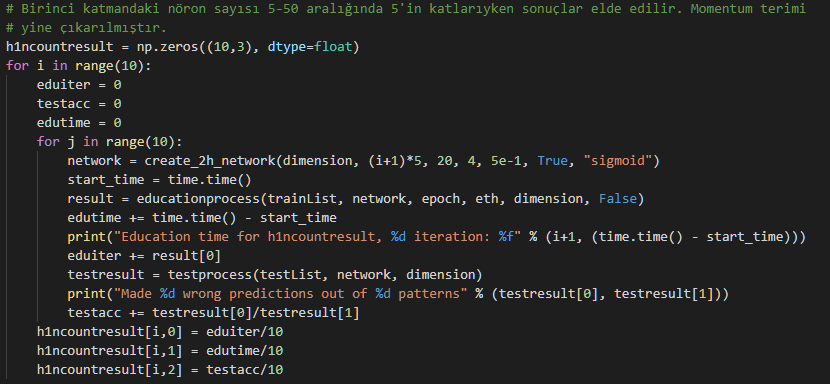 # Birinci katmandaki nöron sayısı 5-50 aralığında 5'in katlarıyken sonuçlar elde edilir. Momentum terimi
# yine çıkarılmıştır.
h1ncountresult = np.zeros((10,3), dtype=float)
for i in range(10):
    eduiter = 0
    testacc = 0
    edutime = 0
    for j in range(10):
        network = create_2h_network(dimension, (i+1)*5, 20, 4, 5e-1, True, "sigmoid")
        start_time = time.time()
        result = educationprocess(trainList, network, epoch, eth, dimension, False)
        edutime += time.time() - start_time
        print("Education time for h1ncountresult, %d iteration: %f" % (i+1, (time.time() - start_time)))
        eduiter += result[0]
        testresult = testprocess(testList, network, dimension)
        print("Made %d wrong predictions out of %d patterns" % (testresult[0], testresult[1]))
        testacc += testresult[0]/testresult[1]
    h1ncountresult[i,0] = eduiter/10
    h1ncountresult[i,1] = edutime/10
    h1ncountresult[i,2] = testacc/10